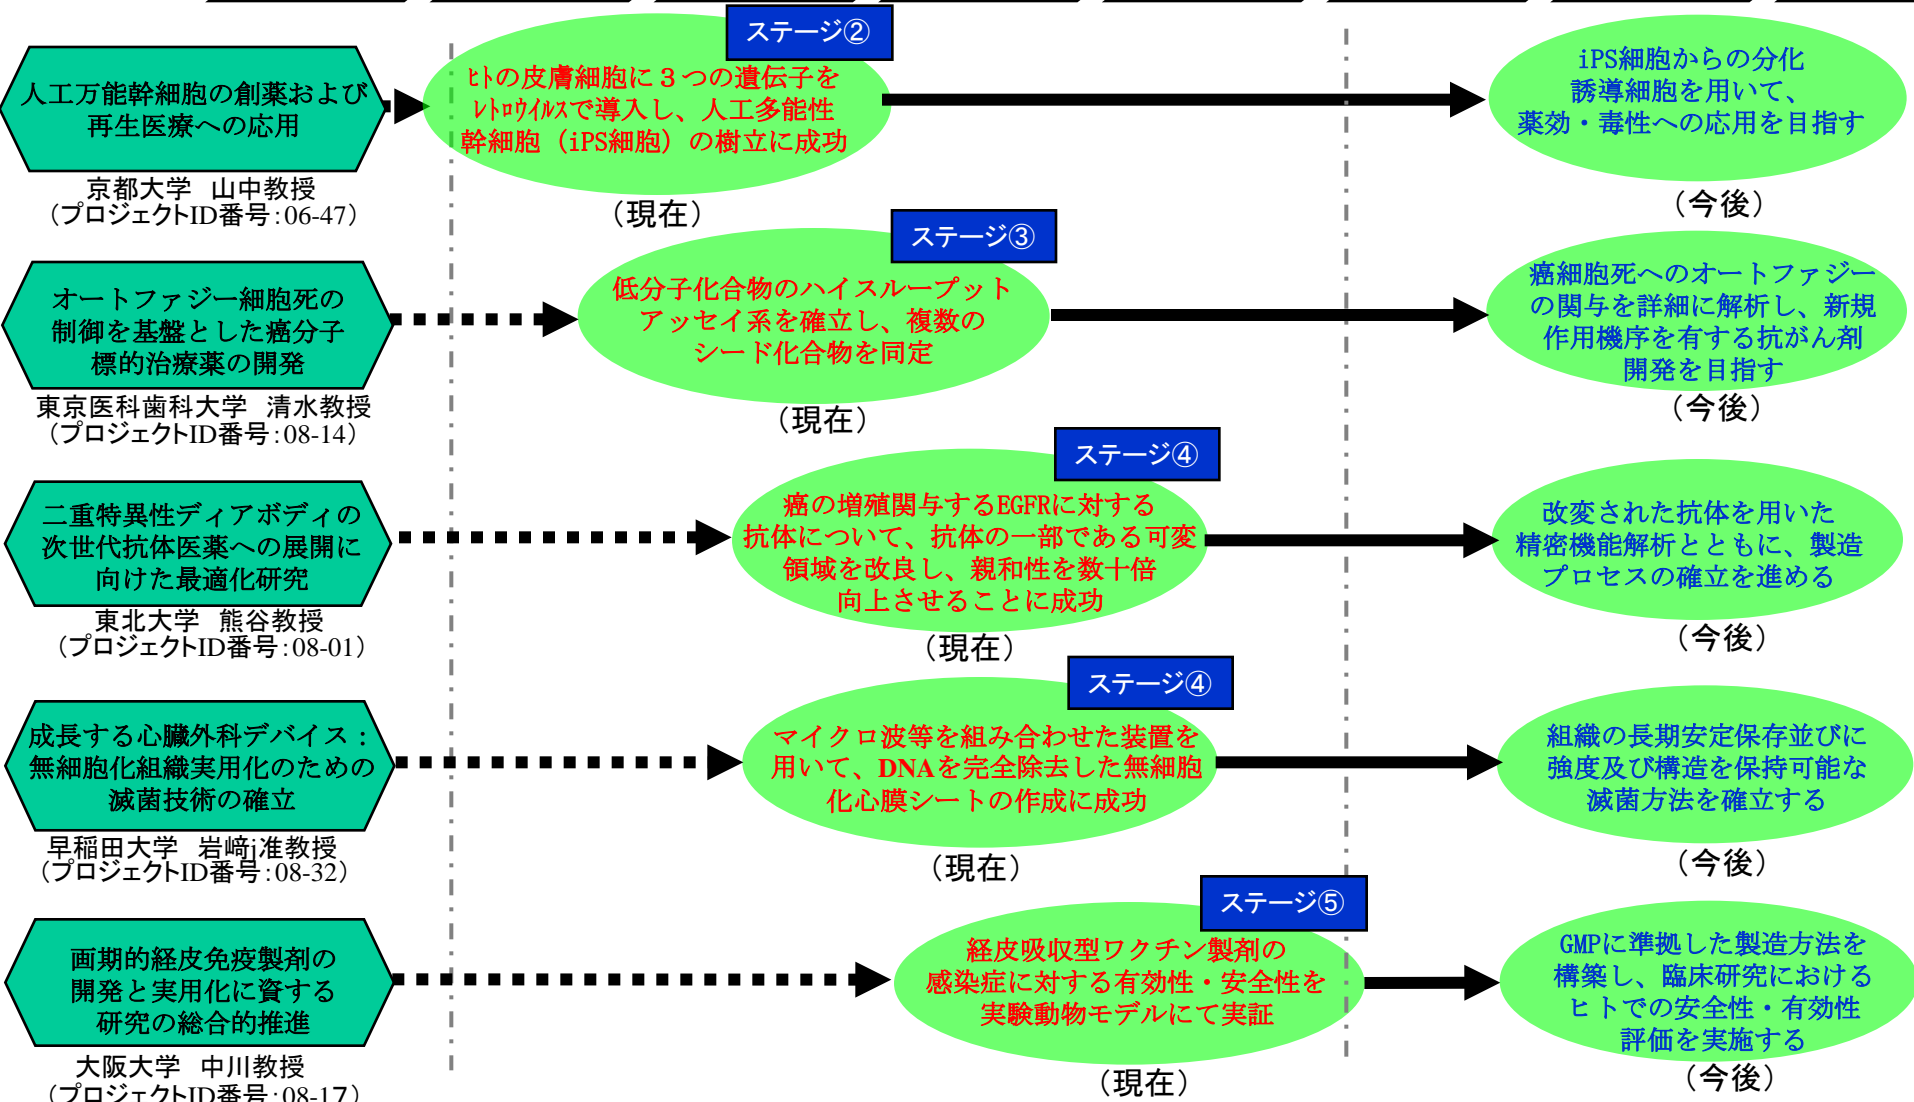 ステージ②
人工万能幹細胞の創薬および
再生医療への応用
京都大学　山中教授
（プロジェクトID番号：06-47）
ﾋﾄの皮膚細胞に３つの遺伝子を
ﾚﾄﾛｳｲﾙｽで導入し、人工多能性
幹細胞（iPS細胞）の樹立に成功
（現在）
iPS細胞からの分化
誘導細胞を用いて、
薬効・毒性への応用を目指す
（今後）
ステージ③
オートファジー細胞死の
制御を基盤とした癌分子
標的治療薬の開発
東京医科歯科大学　清水教授
（プロジェクトID番号：08-14）
低分子化合物のハイスループット
アッセイ系を確立し、複数の
シード化合物を同定
（現在）
癌細胞死へのオートファジー
の関与を詳細に解析し、新規
作用機序を有する抗がん剤
開発を目指す
（今後）
ステージ④
二重特異性ディアボディの
次世代抗体医薬への展開に
向けた最適化研究
東北大学　熊谷教授
（プロジェクトID番号：08-01）
癌の増殖関与するEGFRに対する
抗体について、抗体の一部である可変
領域を改良し、親和性を数十倍
向上させることに成功
（現在）
改変された抗体を用いた
精密機能解析とともに、製造
プロセスの確立を進める
（今後）
ステージ④
成長する心臓外科デバイス：
無細胞化組織実用化のための
滅菌技術の確立
早稲田大学　岩﨑i准教授
（プロジェクトID番号：08-32）
マイクロ波等を組み合わせた装置を
用いて、DNAを完全除去した無細胞
化心膜シートの作成に成功
（現在）
組織の長期安定保存並びに
強度及び構造を保持可能な
滅菌方法を確立する
（今後）
ステージ⑤
画期的経皮免疫製剤の
開発と実用化に資する
研究の総合的推進
大阪大学　中川教授
（プロジェクトID番号：08-17）
経皮吸収型ワクチン製剤の
感染症に対する有効性・安全性を
実験動物モデルにて実証
（現在）
GMPに準拠した製造方法を
構築し、臨床研究における
ヒトでの安全性・有効性
評価を実施する
（今後）